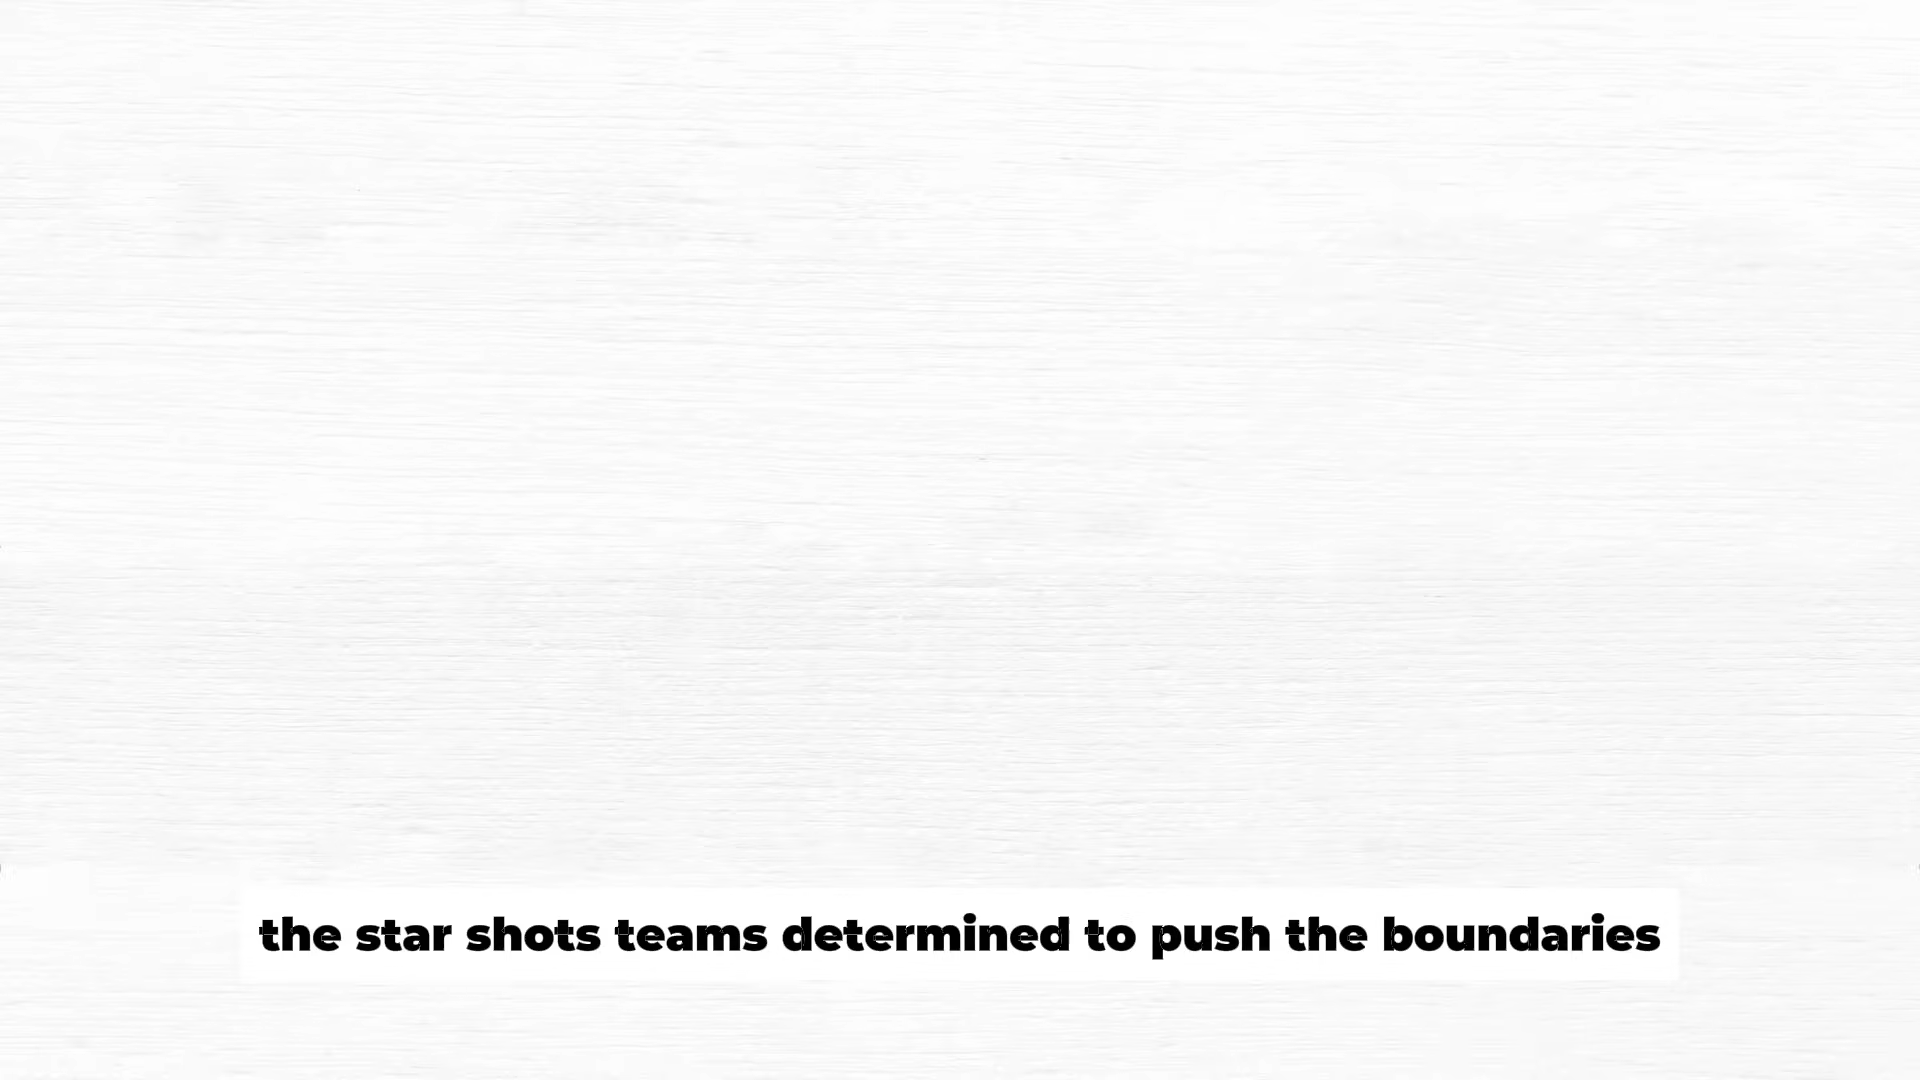 the star shots teams determined to push the boundaries